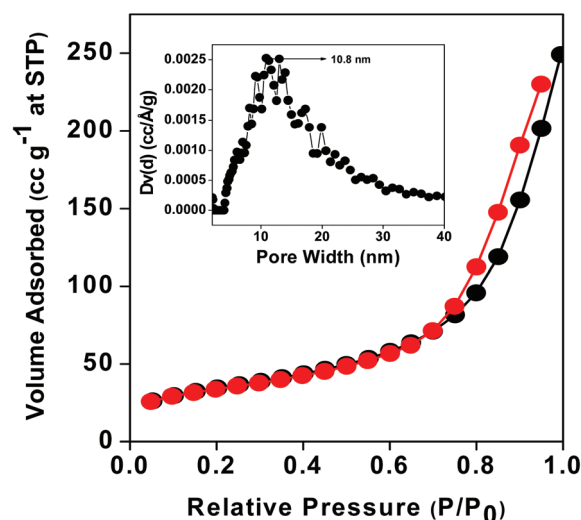 Volume Adsorbed (cc g⁻¹ at STP)
250
200
150
100
50
0
0.0 0.2 0.4 0.6 0.8 1.0
Relative Pressure (P/P₀)
Dv(d) (cc/Å/g)
0.0025
0.0020
0.0015
0.0010
0.0005
0.0000
10.8 nm
10 20 30 40
Pore Width (nm)